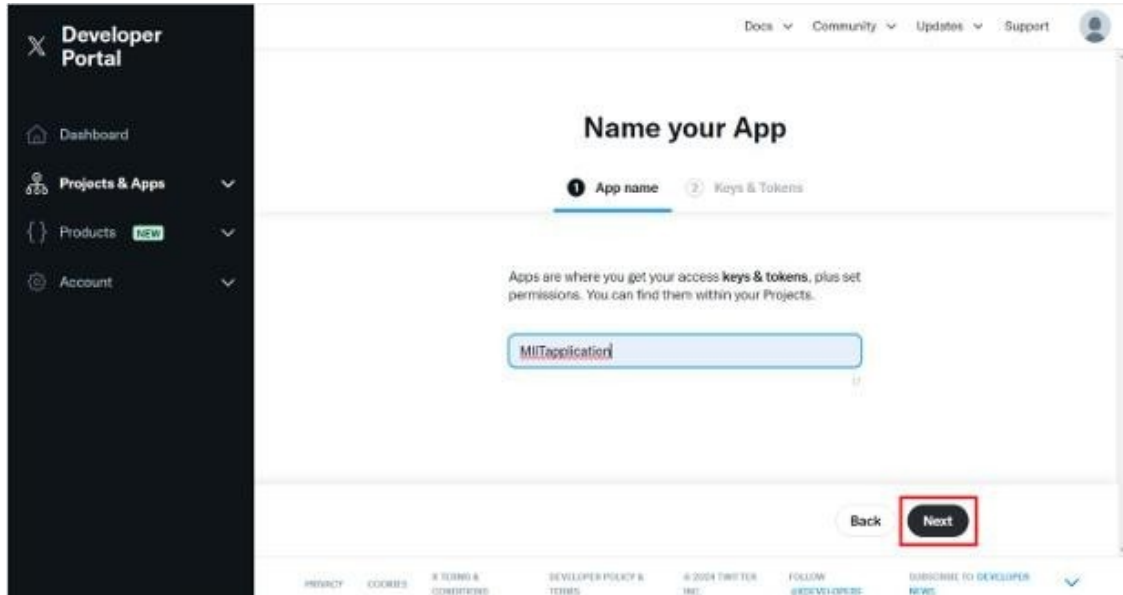 X Developer
Portal
Docs Community Updates Support
Dashboard
Projects & Apps
Products NEW
Account
Name your App
1 App name 2 Keys & Tokens
Apps are where you get your access keys & tokens, plus set
permissions. You can find them within your Projects.
MIITapplication
Back Next
PRIVACY COOKIES X TERMS & DEVELOPER POLICY & © 2024 TWITTER FOLLOW SUBSCRIBE TO DEVELOPER
CONDITIONS TERMS INC. @XDEVELOPERS NEWS